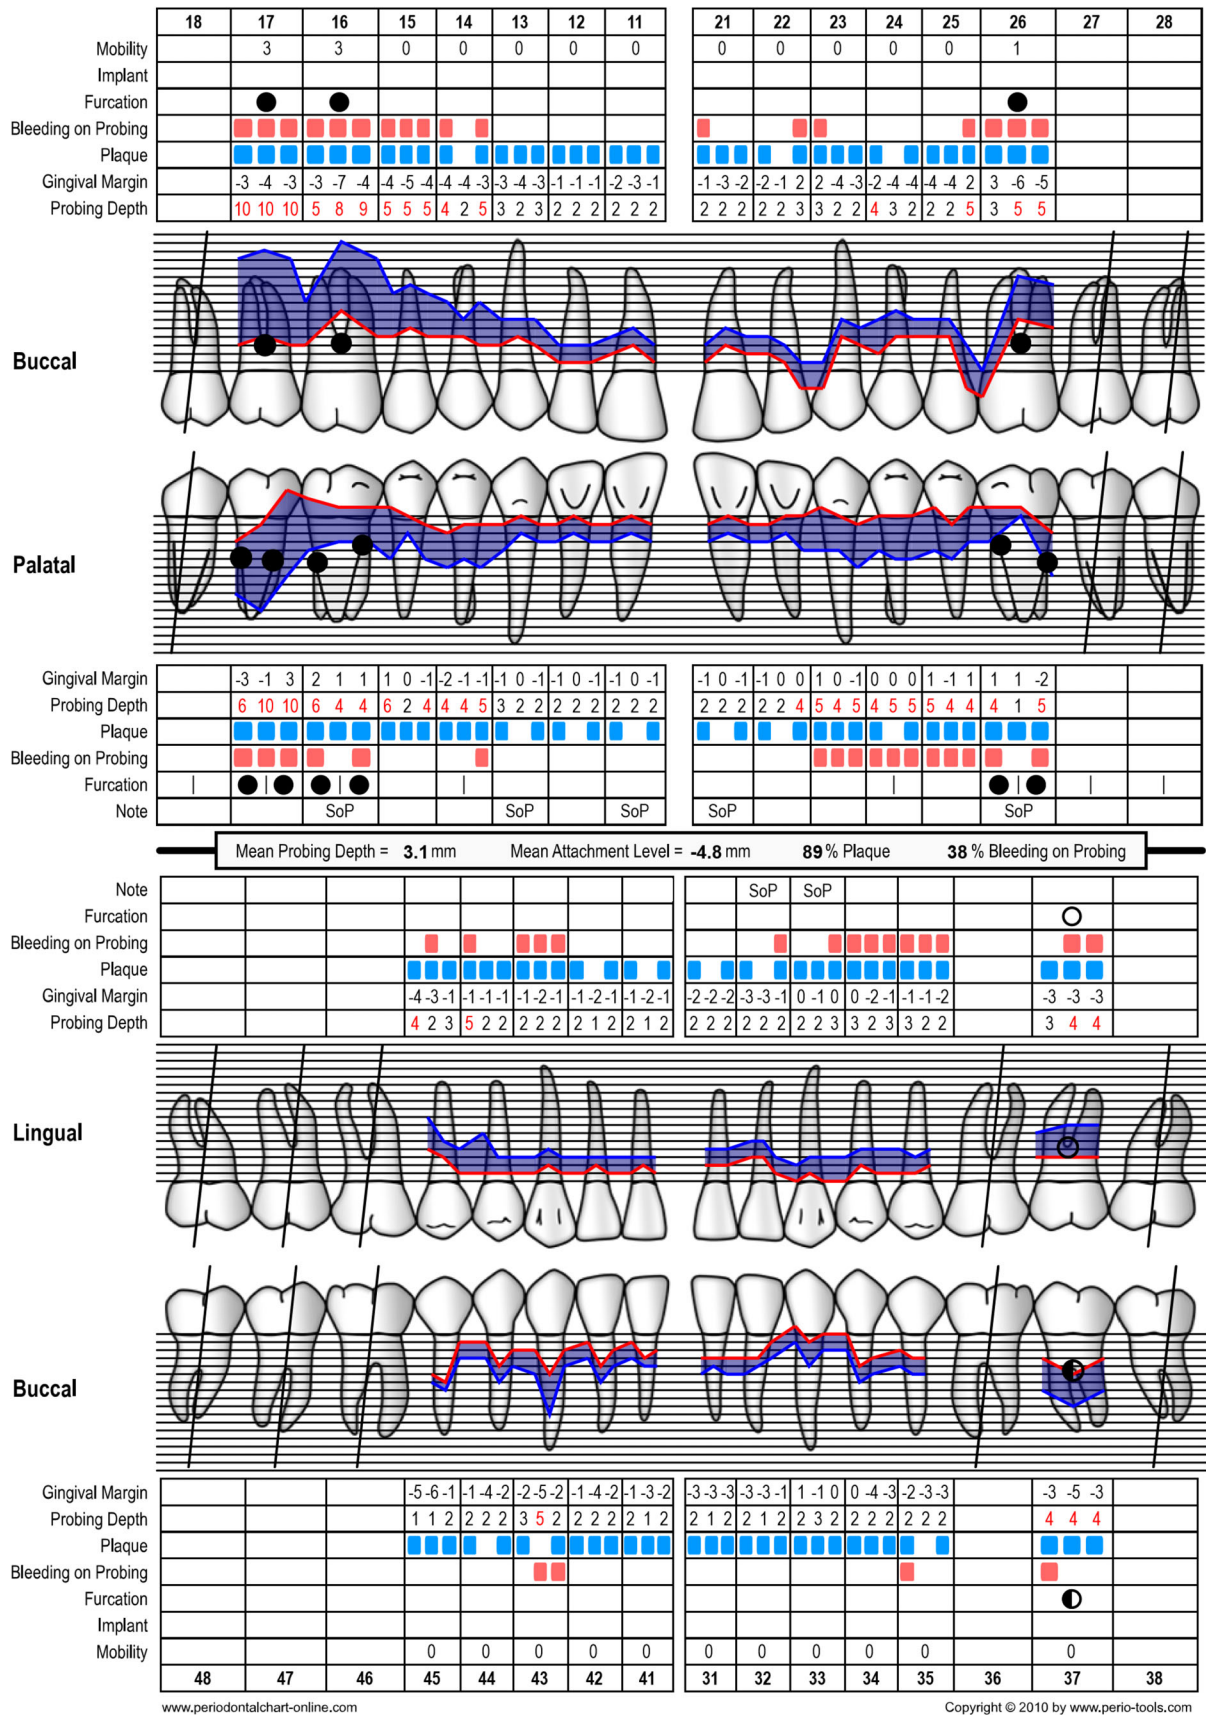 18 17 16 15 14 13 12 11 21 22 23 24 25 26 27 28
Mobility 3 3 0 0 0 0 0 0 0 0 0 0 1
Implant
Furcation
Bleeding on Probing
Plaque
Gingival Margin -3 -4 -3 -3 -7 -4 -4 -5 -4 -4 -4 -3 -3 -4 -3 -1 -1 -1 -2 -3 -1 -1 -3 -2 -2 -1 2 2 -4 -3 -2 -4 -4 -4 -4 2 3 -6 -5
Probing Depth 10 10 10 5 8 9 5 5 5 4 2 5 3 2 3 2 2 2 2 2 2 2 2 2 2 2 3 3 2 2 4 3 2 2 2 5 3 5 5
Buccal
Palatal
Gingival Margin -3 -1 3 2 1 1 1 0 -1 -2 -1 -1 -1 0 -1 -1 0 -1 -1 0 -1 -1 0 -1 -1 0 0 1 0 -1 0 0 0 1 -1 1 1 1 -2
Probing Depth 6 10 10 6 4 4 6 2 4 4 4 5 3 2 2 2 2 2 2 2 2 2 2 2 2 2 4 5 4 5 4 5 5 5 4 4 4 1 5
Plaque
Bleeding on Probing
Furcation
Note SoP SoP SoP SoP SoP
Mean Probing Depth = 3.1 mm Mean Attachment Level = -4.8 mm 89 % Plaque 38 % Bleeding on Probing
Note SoP SoP
Furcation
Bleeding on Probing
Plaque
Gingival Margin -4 -3 -1 -1 -1 -1 -1 -2 -1 -1 -2 -1 -1 -2 -1 -2 -2 -2 -3 -3 -1 0 -1 0 0 -2 -1 -1 -1 -2 -3 -3 -3
Probing Depth 4 2 3 5 2 2 2 2 2 2 1 2 2 1 2 2 2 2 2 2 2 2 2 3 3 2 3 3 2 2 3 4 4
Lingual
Buccal
Gingival Margin -5 -6 -1 -1 -4 -2 -2 -5 -2 -1 -4 -2 -1 -3 -2 -3 -3 -3 -3 -3 -1 1 -1 0 0 -4 -3 -2 -3 -3 -3 -5 -3
Probing Depth 1 1 2 2 2 2 3 5 2 2 2 2 2 1 2 2 1 2 2 1 2 2 3 2 2 2 2 2 2 2 4 4 4
Plaque
Bleeding on Probing
Furcation
Implant
Mobility 0 0 0 0 0 0 0 0 0 0 0
48 47 46 45 44 43 42 41 31 32 33 34 35 36 37 38
www.periodontalchart-online.com Copyright © 2010 by www.perio-tools.com